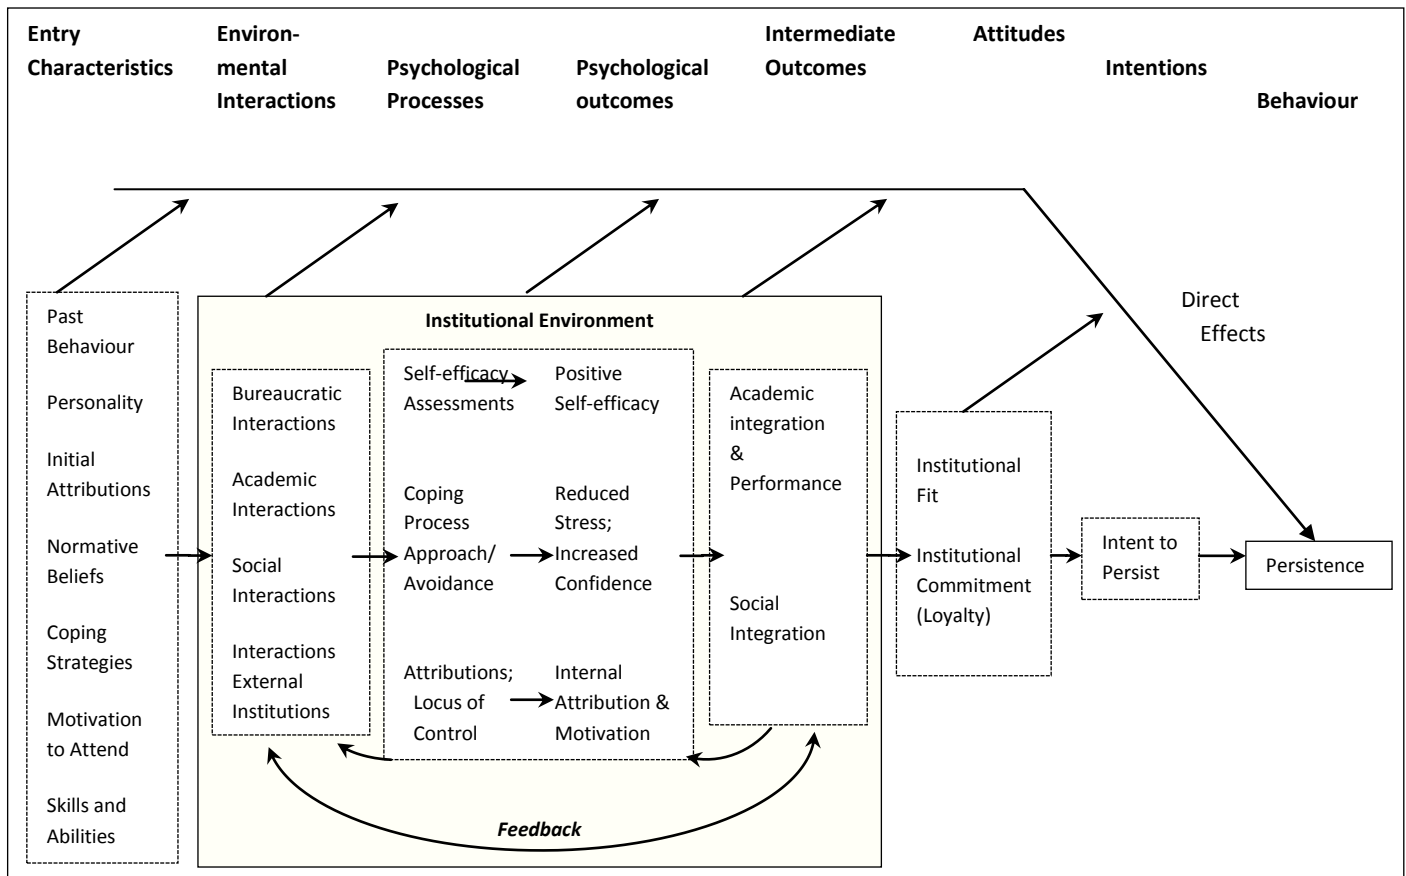 Entry
Characteristics
Environ-
mental
Interactions
Psychological
Processes
Psychological
outcomes
Intermediate
Outcomes
Attitudes
Intentions
Behaviour
Direct
Effects
Past
Behaviour
Personality
Initial
Attributions
Normative
Beliefs
Coping
Strategies
Motivation
to Attend
Skills and
Abilities
Institutional Environment
Bureaucratic
Interactions
Academic
Interactions
Social
Interactions
Interactions
External
Institutions
Self-efficacy
Assessments
Positive
Self-efficacy
Coping
Process
Approach/
Avoidance
Reduced
Stress;
Increased
Confidence
Attributions;
Locus of
Control
Internal
Attribution &
Motivation
Academic
integration
&
Performance
Social
Integration
Feedback
Institutional
Fit
Institutional
Commitment
(Loyalty)
Intent to
Persist
Persistence